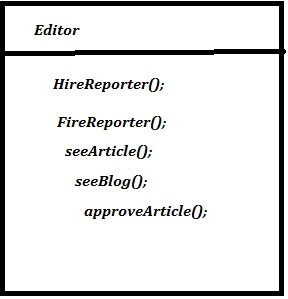 Editor
HireReporter();
FireReporter();
seeArticle();
seeBlog();
approveArticle();